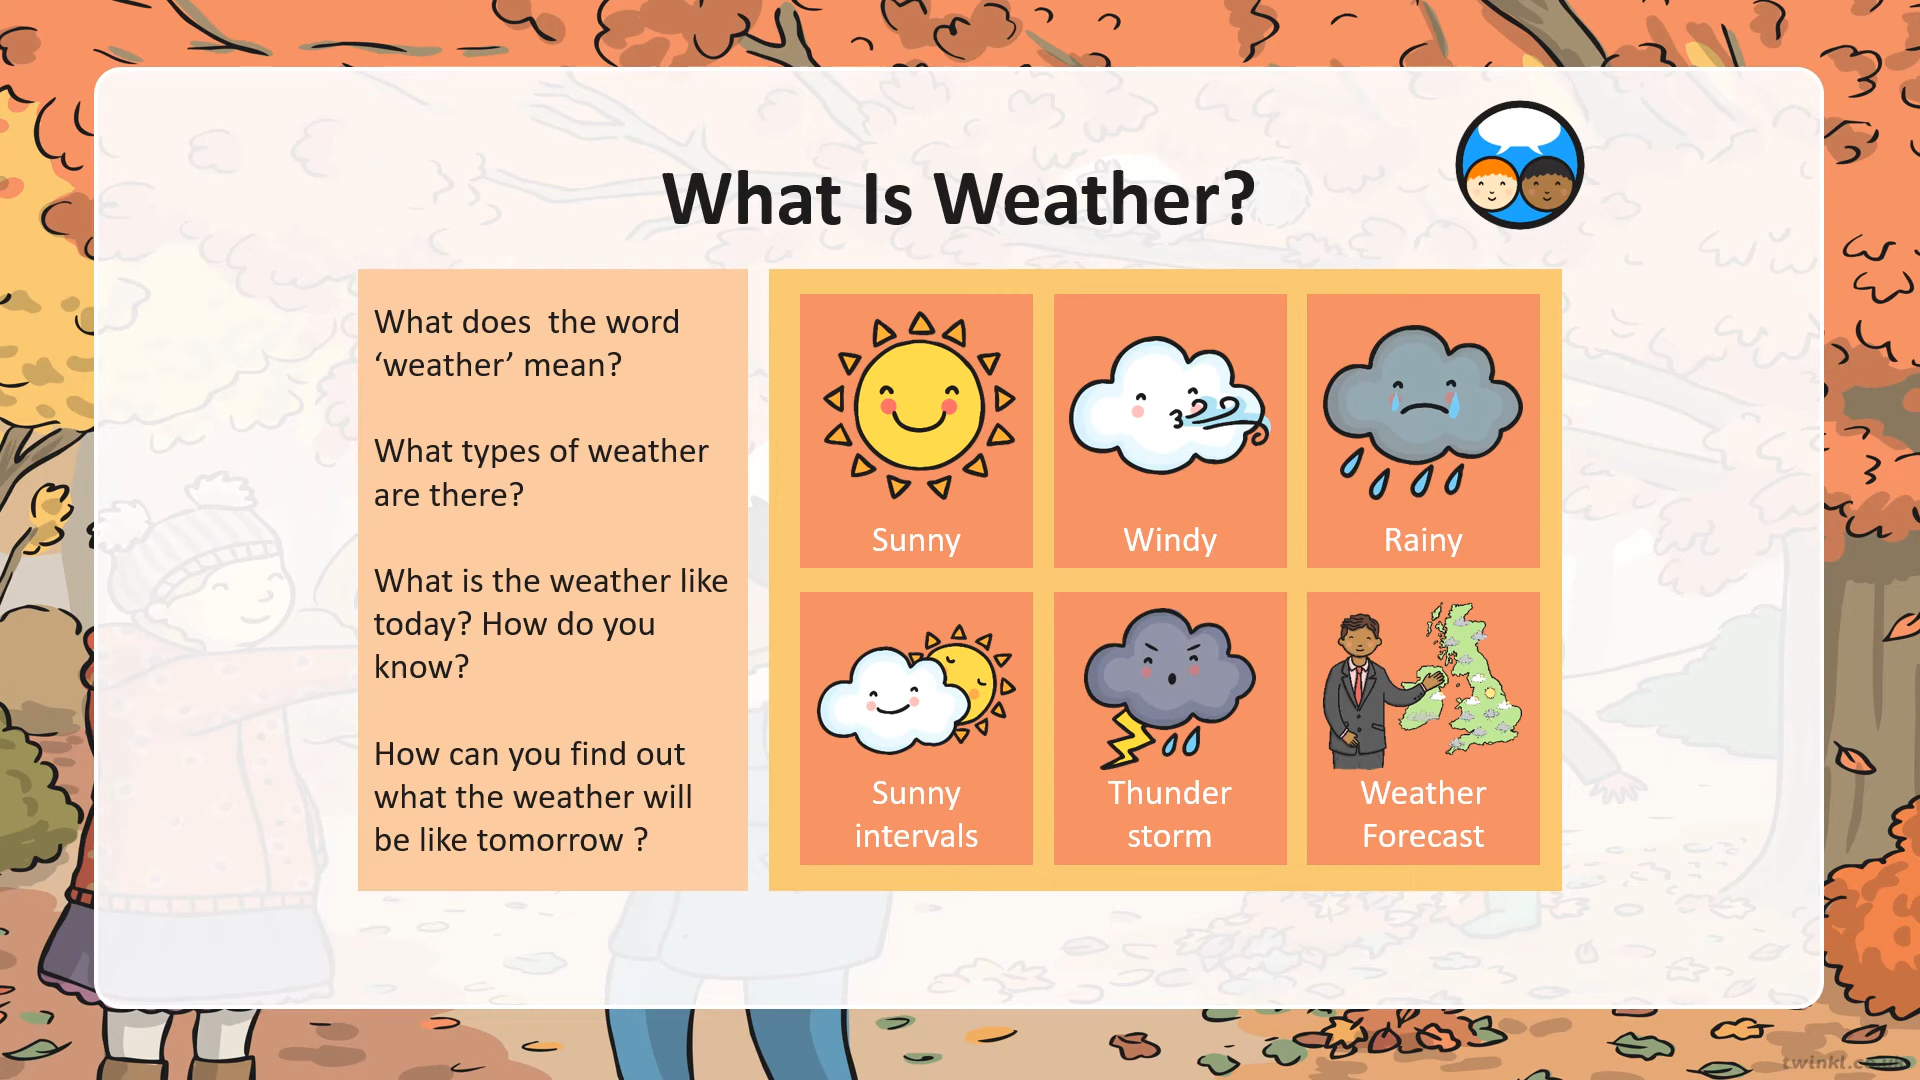 What Is Weather?
What does  the word
‘weather’ mean?
What types of weather
are there?
What is the weather like
today? How do you
know?
How can you find out
what the weather will
be like tomorrow ?
Sunny
Windy
Rainy
Sunny
intervals
Thunder
storm
Weather
Forecast